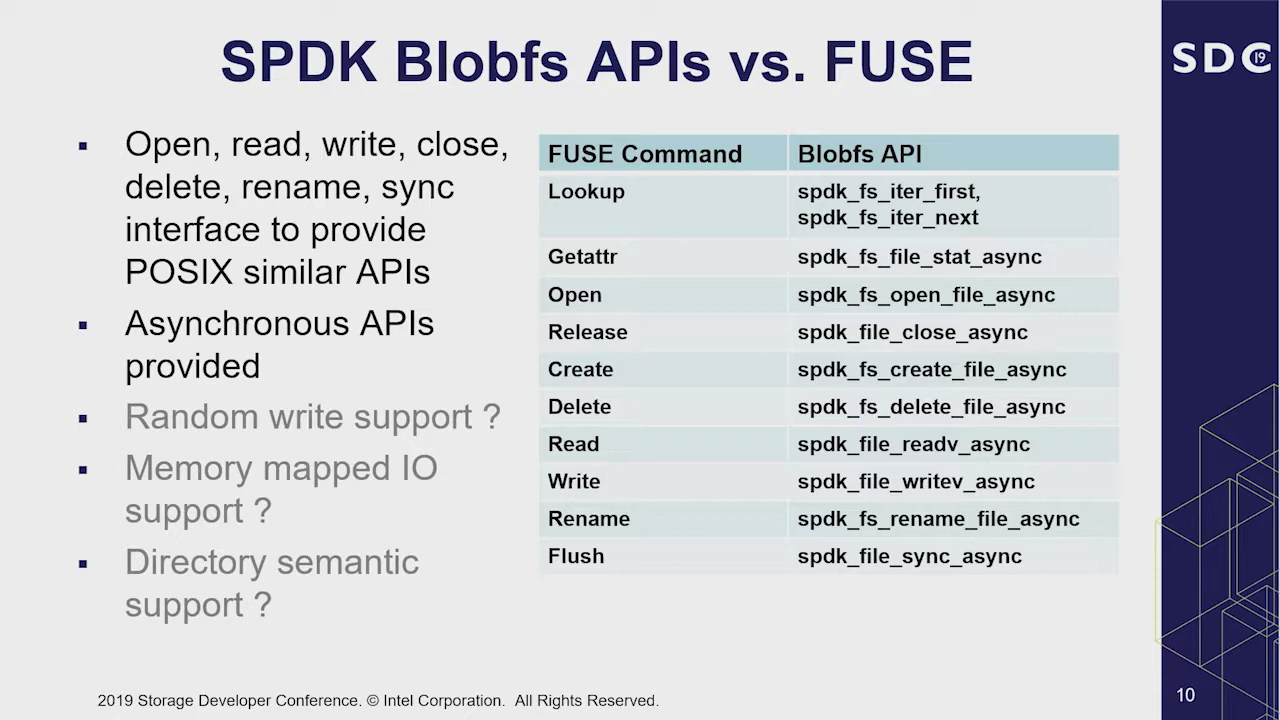 SPDK Blobfs APIs vs. FUSE
SDC 19
▪ Open, read, write, close,
delete, rename, sync
interface to provide
POSIX similar APIs
▪ Asynchronous APIs
provided
▪ Random write support ?
▪ Memory mapped IO
support ?
▪ Directory semantic
support ?
FUSE Command Blobfs API
Lookup spdk_fs_iter_first,
spdk_fs_iter_next
Getattr spdk_fs_file_stat_async
Open spdk_fs_open_file_async
Release spdk_file_close_async
Create spdk_fs_create_file_async
Delete spdk_fs_delete_file_async
Read spdk_file_readv_async
Write spdk_file_writev_async
Rename spdk_fs_rename_file_async
Flush spdk_file_sync_async
2019 Storage Developer Conference. © Intel Corporation. All Rights Reserved.
10